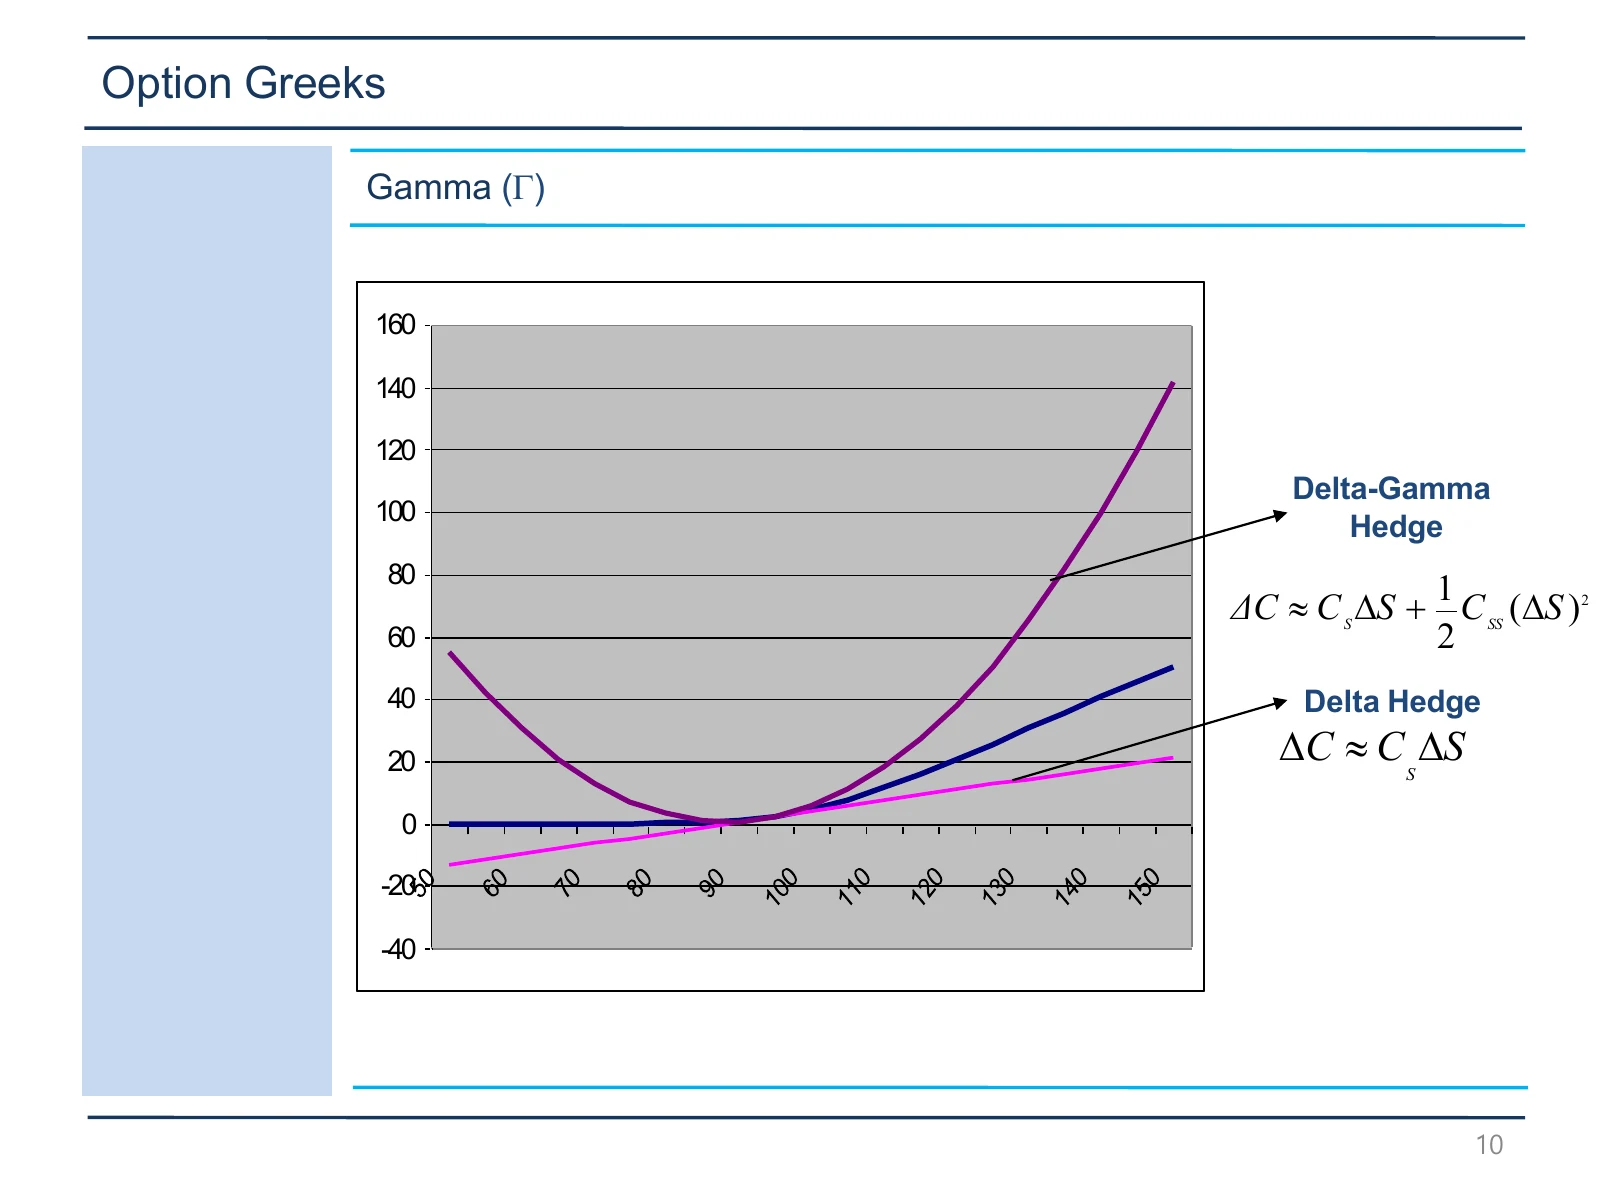 Option Greeks
Gamma (Γ)
160
140
120
100
80
60
40
20
0
-20
-40
50 60 70 80 90 100 110 120 130 140 150
Delta-Gamma
Hedge
ΔC ≈ C_s ΔS + 1/2 C_ss (ΔS)²
Delta Hedge
ΔC ≈ C_s ΔS
10